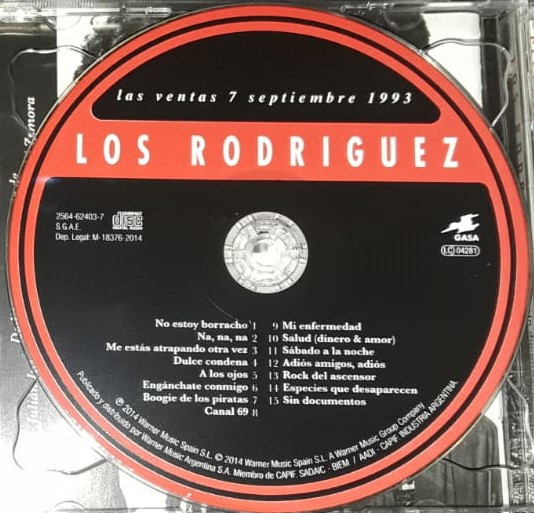 las ventas 7 septiembre 1993
LOS RODRIGUEZ
2564-62403-7
S.G.A.E.
Dep. Legal: M-18376-2014
COMPACT
disc
DIGITAL AUDIO
GASA
LC 04281
No estoy borracho 1
Na, na, na 2
Me estás atrapando otra vez 3
Dulce condena 4
A los ojos 5
Engánchate conmigo 6
Boogie de los piratas 7
Canal 69 8
9 Mi enfermedad
10 Salud (dinero & amor)
11 Sábado a la noche
12 Adiós amigos, adiós
13 Rock del ascensor
14 Especies que desaparecen
15 Sin documentos
℗ 2014 Warner Music Spain S.L. © 2014 Warner Music Spain S.L. A Warner Music Group Company
Publicado y distribuido por Warner Music Argentina S.A. Miembro de CAPIF. SADAIC - BIEM / AADI - CAPIF. INDUSTRIA ARGENTINA
Zamora